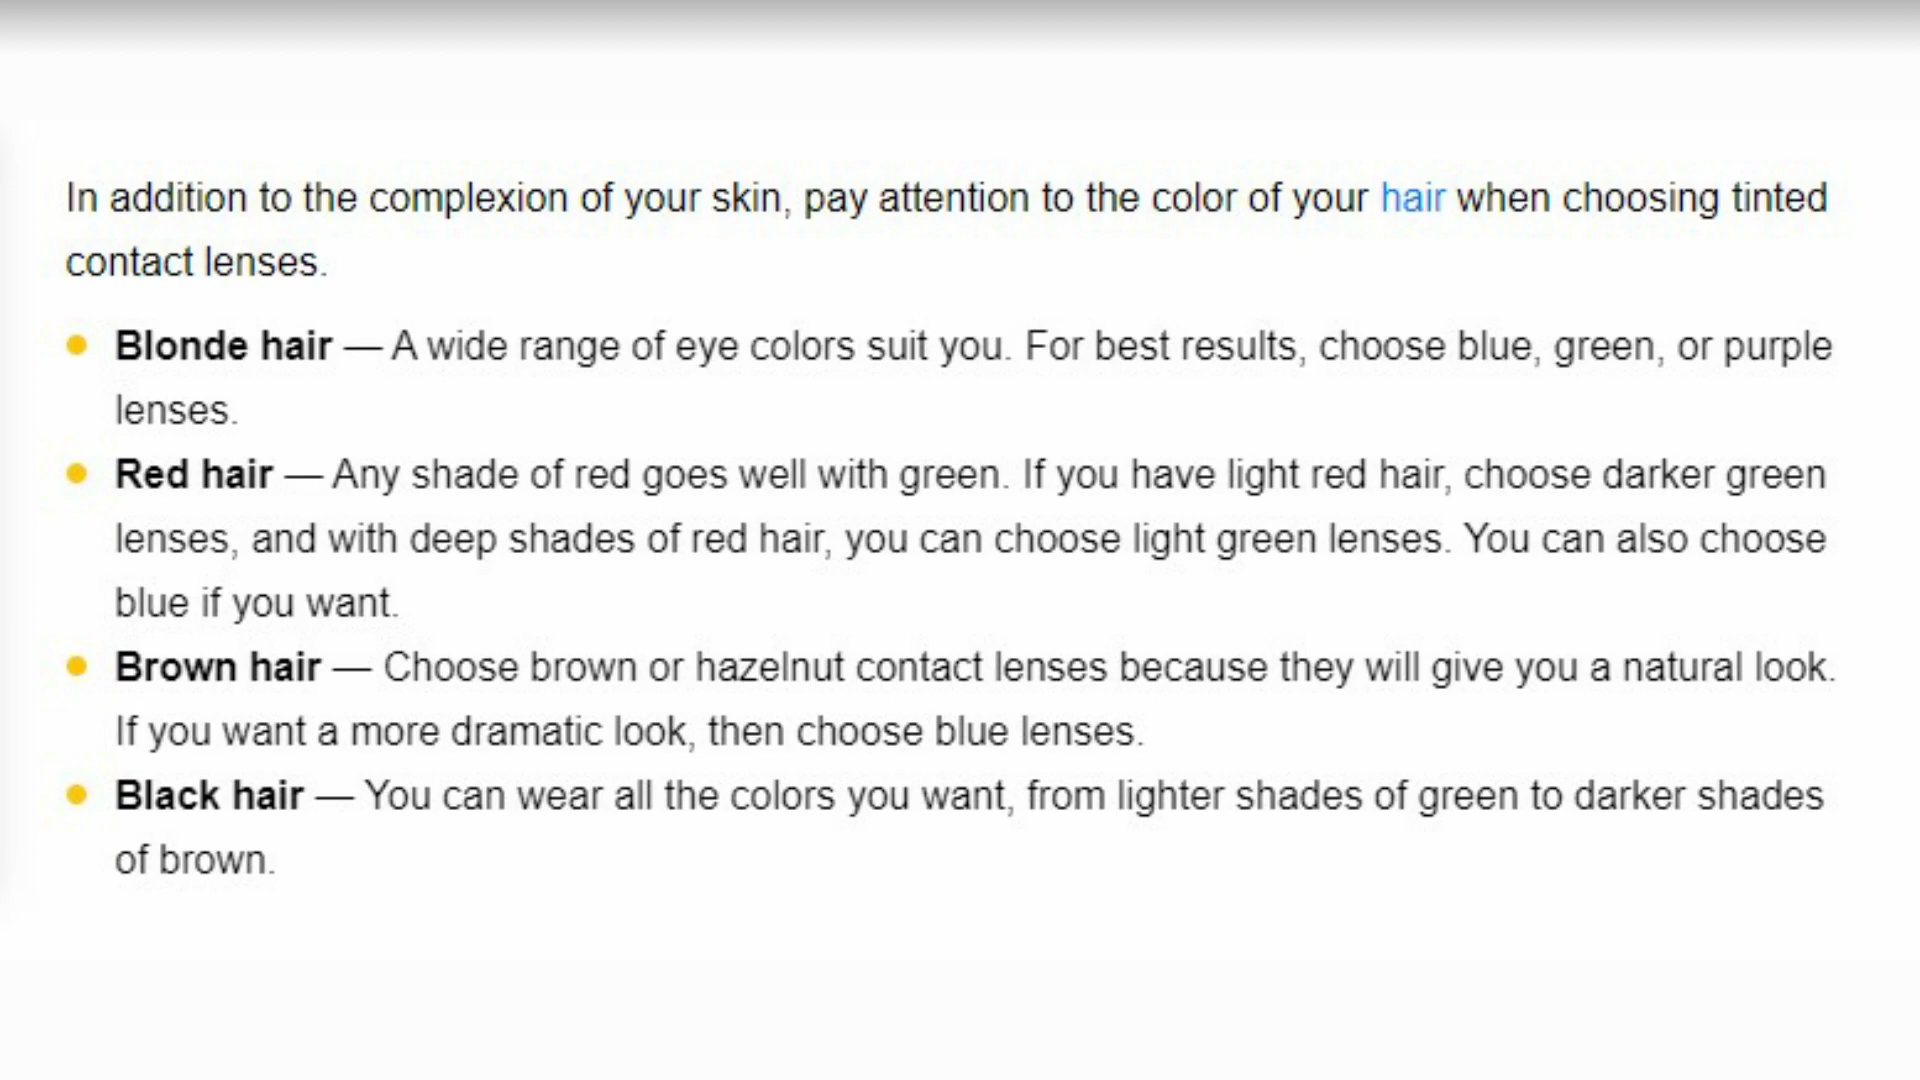 In addition to the complexion of your skin, pay attention to the color of your hair when choosing tinted
contact lenses.
Blonde hair — A wide range of eye colors suit you. For best results, choose blue, green, or purple
lenses.
Red hair — Any shade of red goes well with green. If you have light red hair, choose darker green
lenses, and with deep shades of red hair, you can choose light green lenses. You can also choose
blue if you want.
Brown hair — Choose brown or hazelnut contact lenses because they will give you a natural look.
If you want a more dramatic look, then choose blue lenses.
Black hair — You can wear all the colors you want, from lighter shades of green to darker shades
of brown.